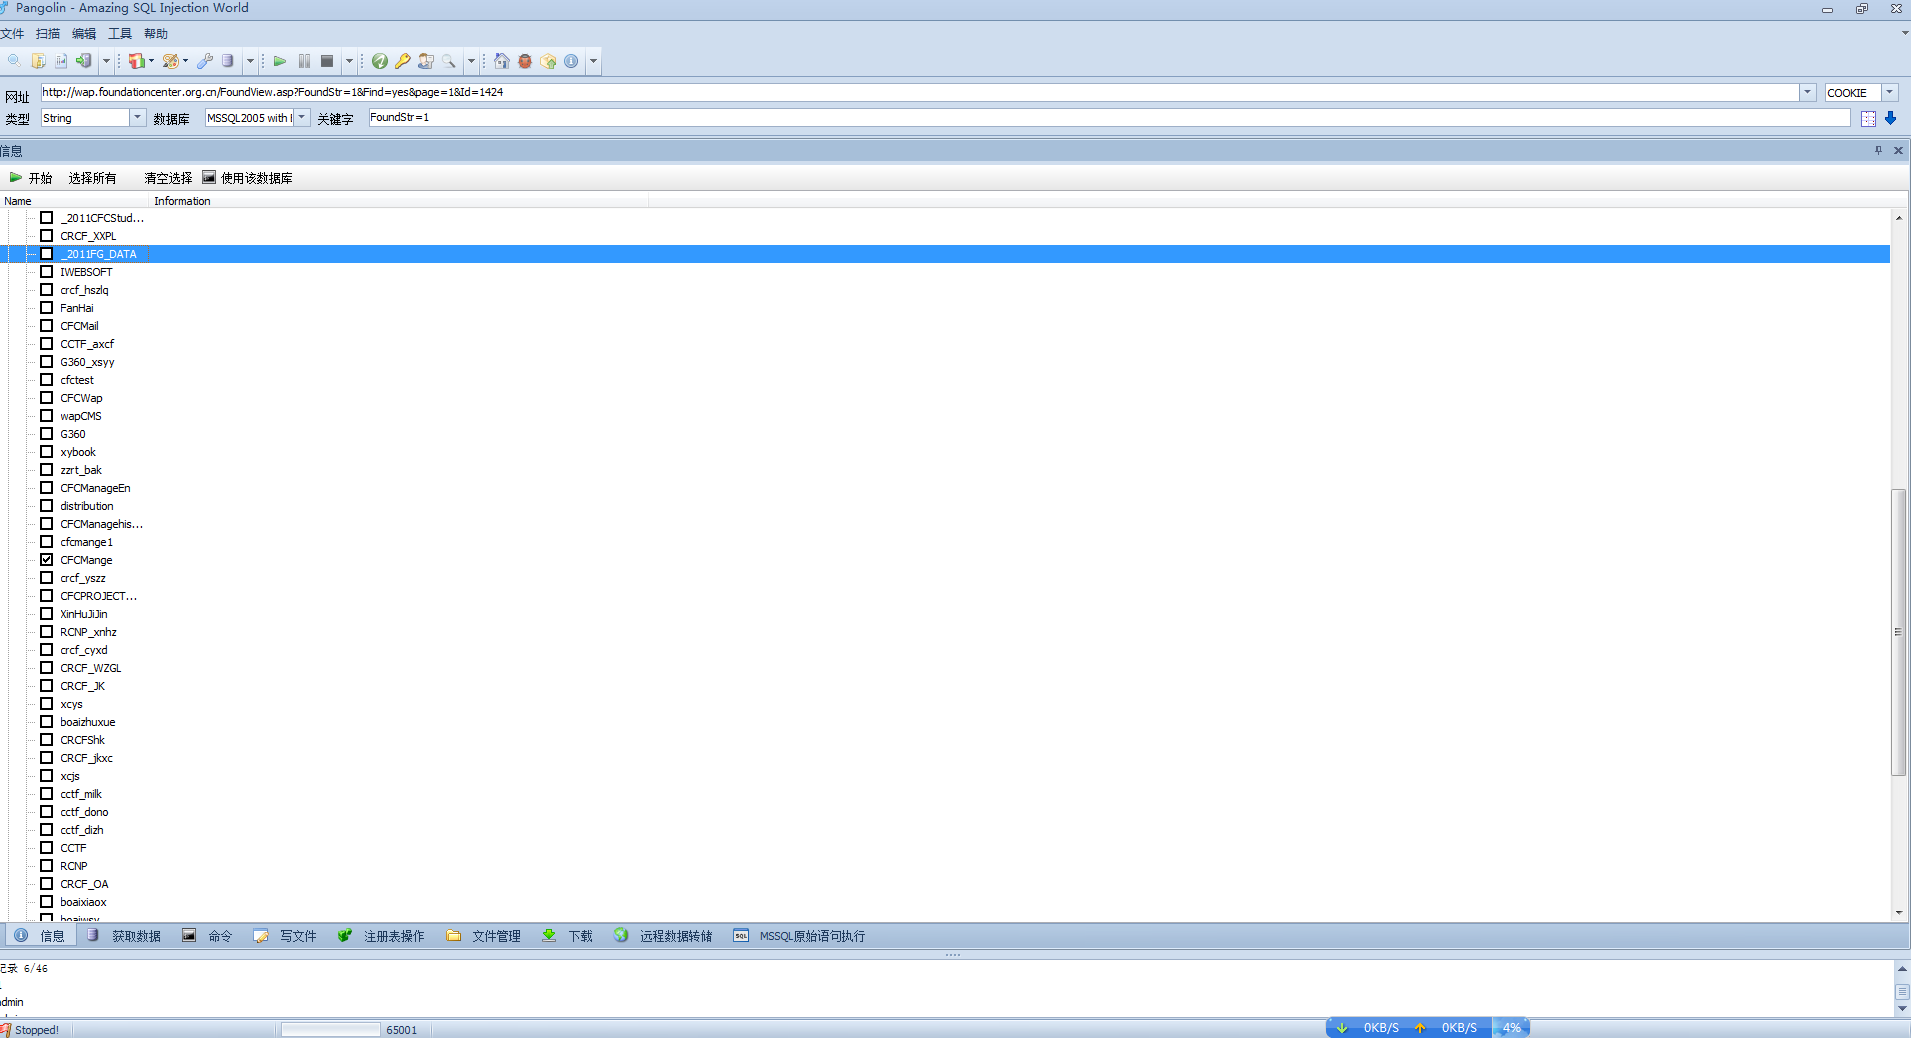 Pangolin - Amazing SQL Injection World
文件 扫描 编辑 工具 帮助
网址 http://wap.foundationcenter.org.cn/FoundView.asp?FoundStr=1&Find=yes&page=1&Id=1424 COOKIE
类型 String 数据库 MSSQL2005 with 关键字 FoundStr=1
信息
开始 选择所有 清空选择 使用该数据库
Name Information
_2011CFCStud...
CRCF_XXPL
_2011FG_DATA
IWEBSOFT
crcf_hszlq
FanHai
CFCMail
CCTF_axcf
G360_xsyy
cfctest
CFCWap
wapCMS
G360
xybook
zzrt_bak
CFCManageEn
distribution
CFCManagehis...
cfcmange1
CFCMange
crcf_yszz
CFCPROJECT...
XinHuJiJin
RCNP_xnhz
crcf_cyxd
CRCF_WZGL
CRCF_JK
xcys
boaizhuxue
CRCFShk
CRCF_jkxc
xcjs
cctf_milk
cctf_dono
cctf_dizh
CCTF
RCNP
CRCF_OA
boaixiaox
信息 获取数据 命令 写文件 注册表操作 文件管理 下载 远程数据转储 SQL MSSQL原始语句执行
记录 6/46
admin
Stopped! 65001 0KB/S 0KB/S 4%